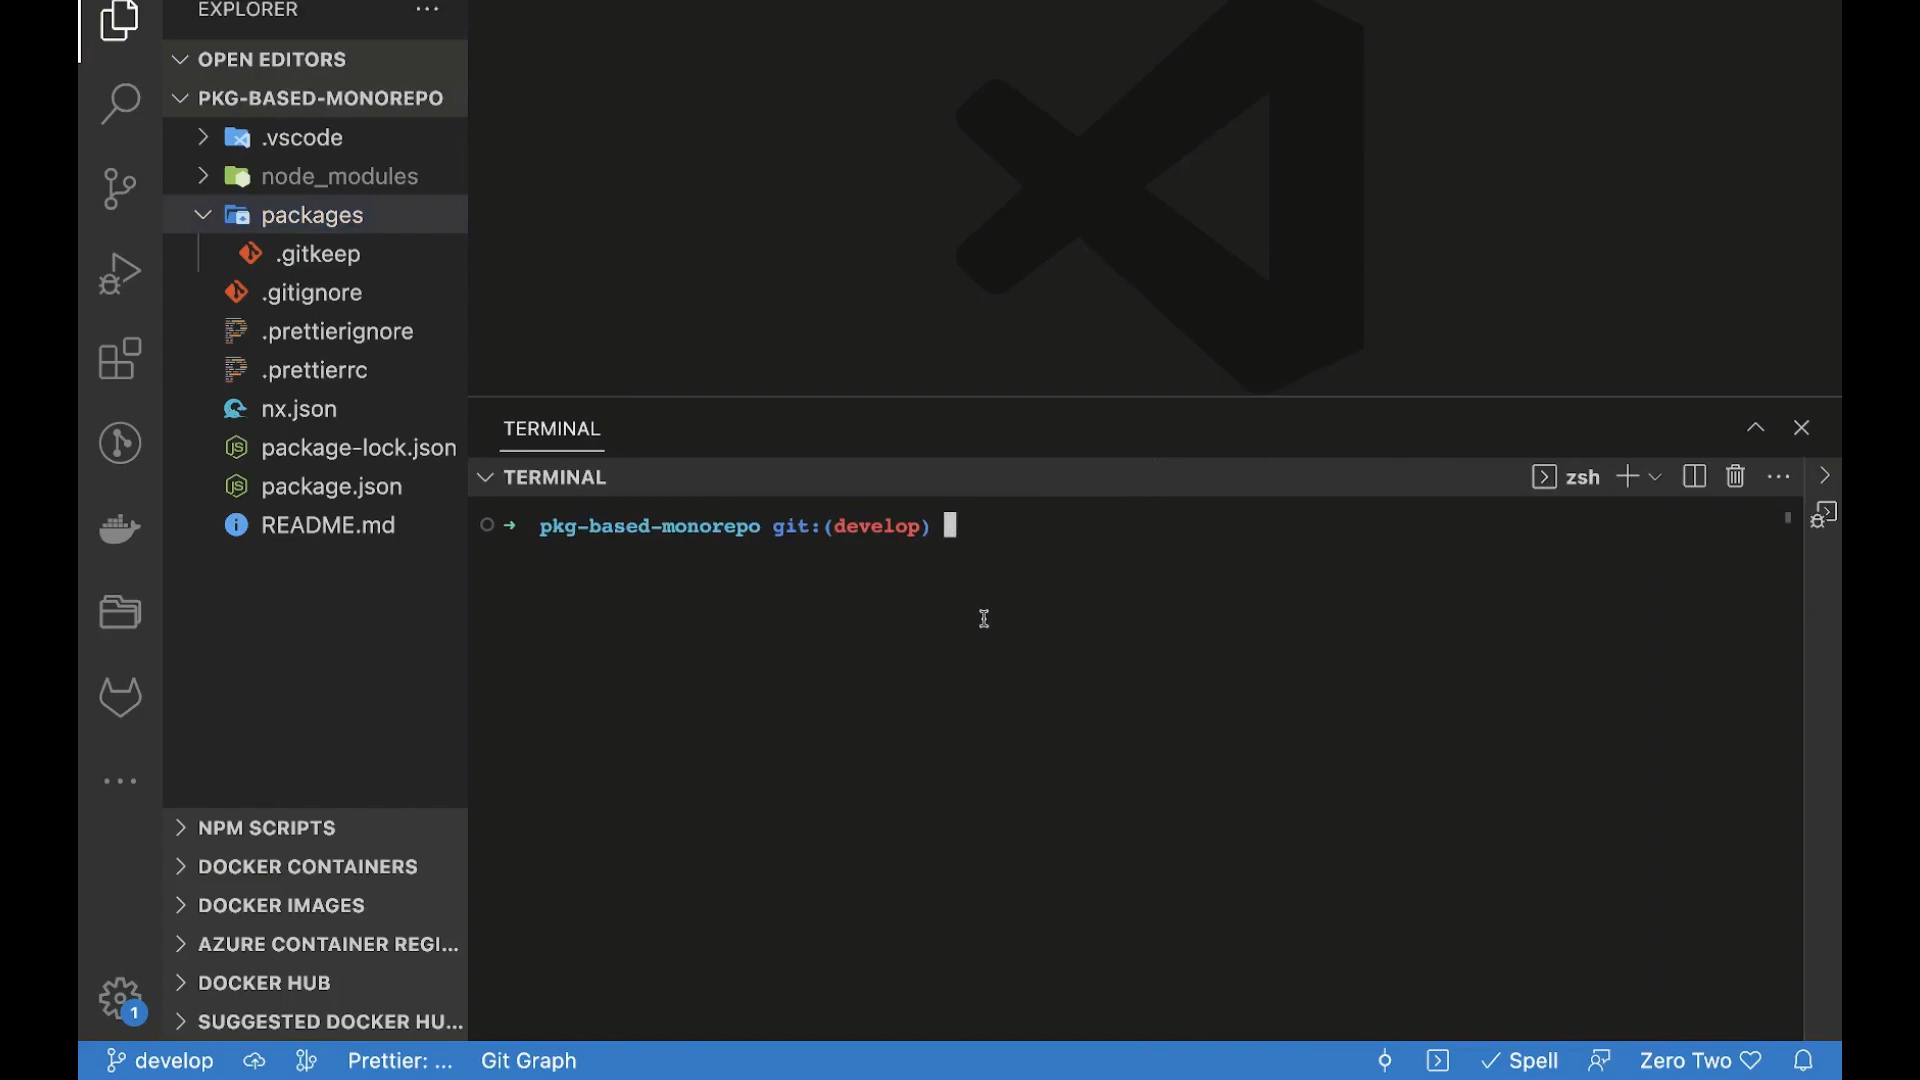 EXPLORER
OPEN EDITORS
PKG-BASED-MONOREPO
.vscode
node_modules
packages
.gitkeep
.gitignore
.prettierignore
.prettierrc
nx.json
package-lock.json
package.json
README.md
NPM SCRIPTS
DOCKER CONTAINERS
DOCKER IMAGES
AZURE CONTAINER REGI...
DOCKER HUB
SUGGESTED DOCKER HU...
TERMINAL
TERMINAL
zsh
pkg-based-monorepo git:(develop)
1
develop
Prettier: ...
Git Graph
Spell
Zero Two